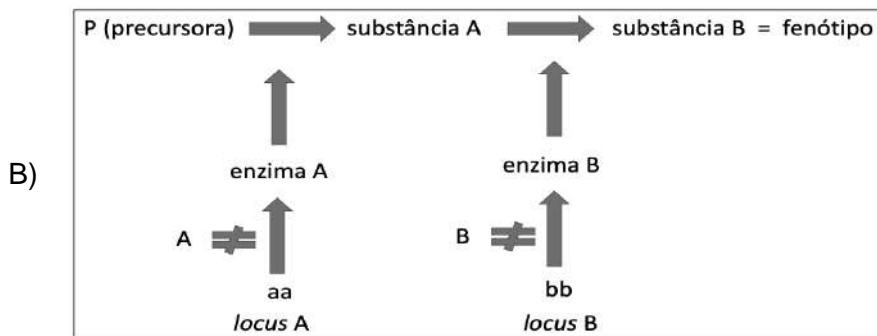 P (precursora) substância A substância B = fenótipo
B)
enzima A enzima B
A B
aa bb
locus A locus B